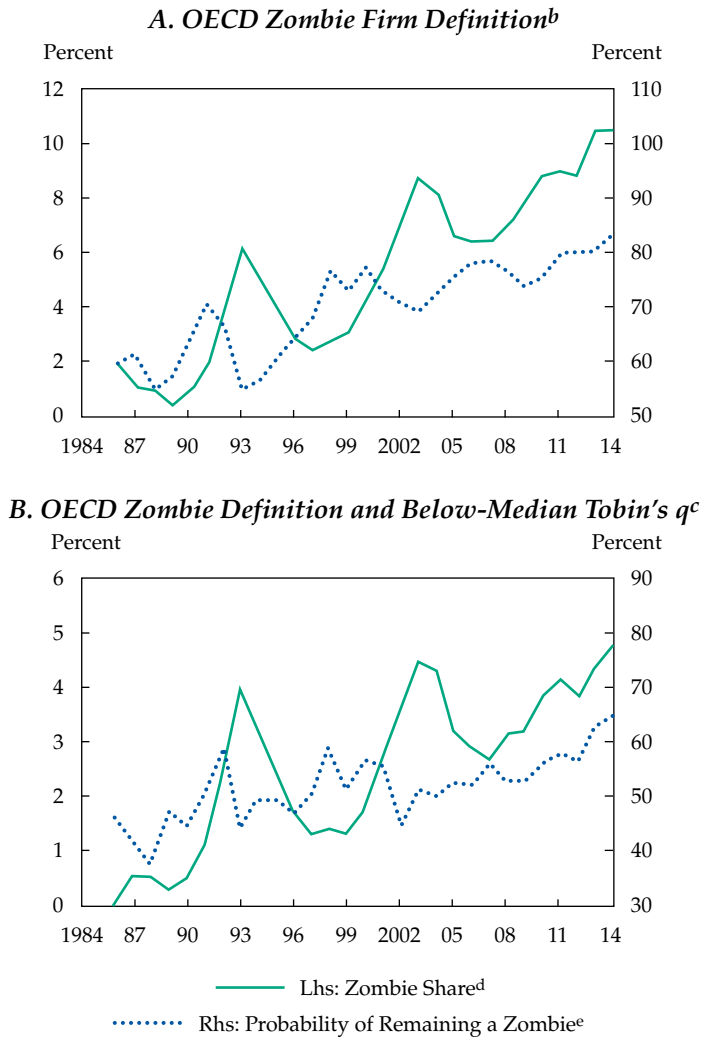 A. OECD Zombie Firm Definitionb
Percent Percent
12 110
10 100
8 90
6 80
4 70
2 60
0 50
1984 87 90 93 96 99 2002 05 08 11 14
B. OECD Zombie Definition and Below-Median Tobin's qc
Percent Percent
6 90
5 80
4 70
3 60
2 50
1 40
0 30
1984 87 90 93 96 99 2002 05 08 11 14
Lhs: Zombie Shared
Rhs: Probability of Remaining a Zombiee